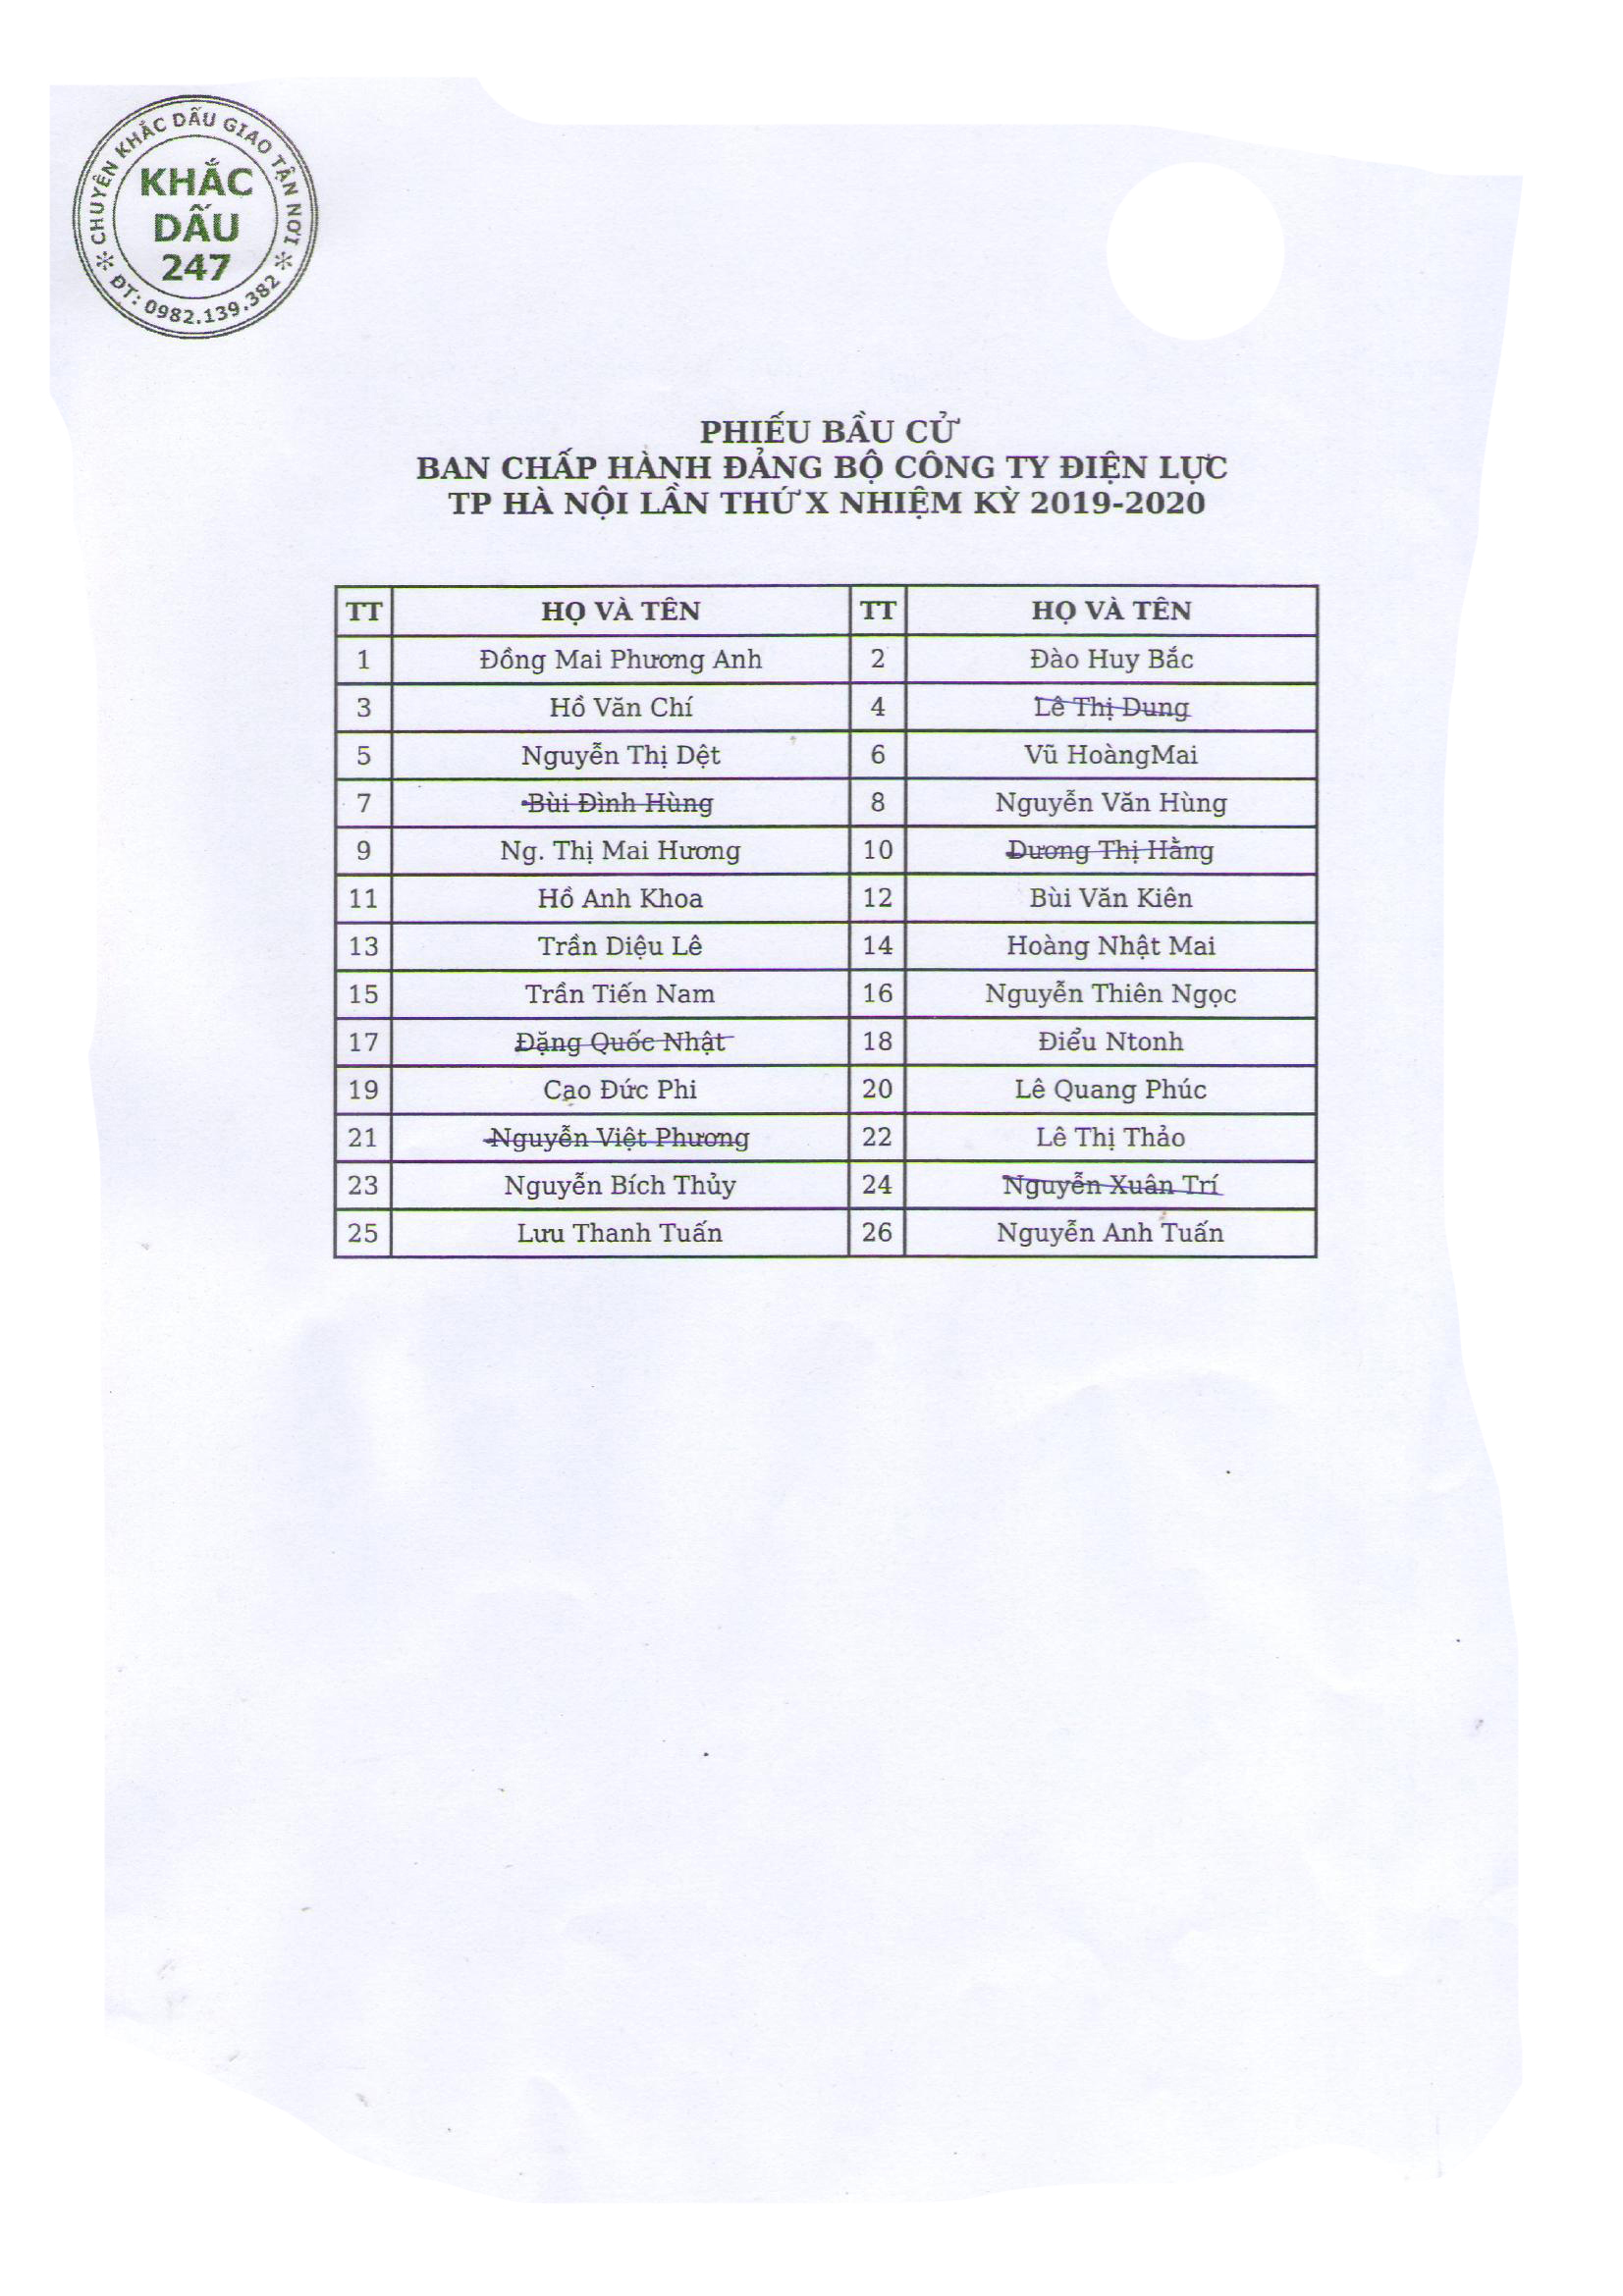 CHUYÊN KHẮC DẤU GIAO TẬN NƠI
KHẮC
DẤU
247
ĐT: 0982.139.382
PHIẾU BẦU CỬ
BAN CHẤP HÀNH ĐẢNG BỘ CÔNG TY ĐIỆN LỰC
TP HÀ NỘI LẦN THỨ X NHIỆM KỲ 2019-2020
TT HỌ VÀ TÊN TT HỌ VÀ TÊN
1 Đồng Mai Phương Anh 2 Đào Huy Bắc
3 Hồ Văn Chí 4 Lê Thị Dung
5 Nguyễn Thị Dệt 6 Vũ HoàngMai
7 Bùi Đình Hùng 8 Nguyễn Văn Hùng
9 Ng. Thị Mai Hương 10 Dương Thị Hằng
11 Hồ Anh Khoa 12 Bùi Văn Kiên
13 Trần Diệu Lê 14 Hoàng Nhật Mai
15 Trần Tiến Nam 16 Nguyễn Thiên Ngọc
17 Đặng Quốc Nhật 18 Điểu Ntonh
19 Cao Đức Phi 20 Lê Quang Phúc
21 Nguyễn Việt Phương 22 Lê Thị Thảo
23 Nguyễn Bích Thủy 24 Nguyễn Xuân Trí
25 Lưu Thanh Tuấn 26 Nguyễn Anh Tuấn